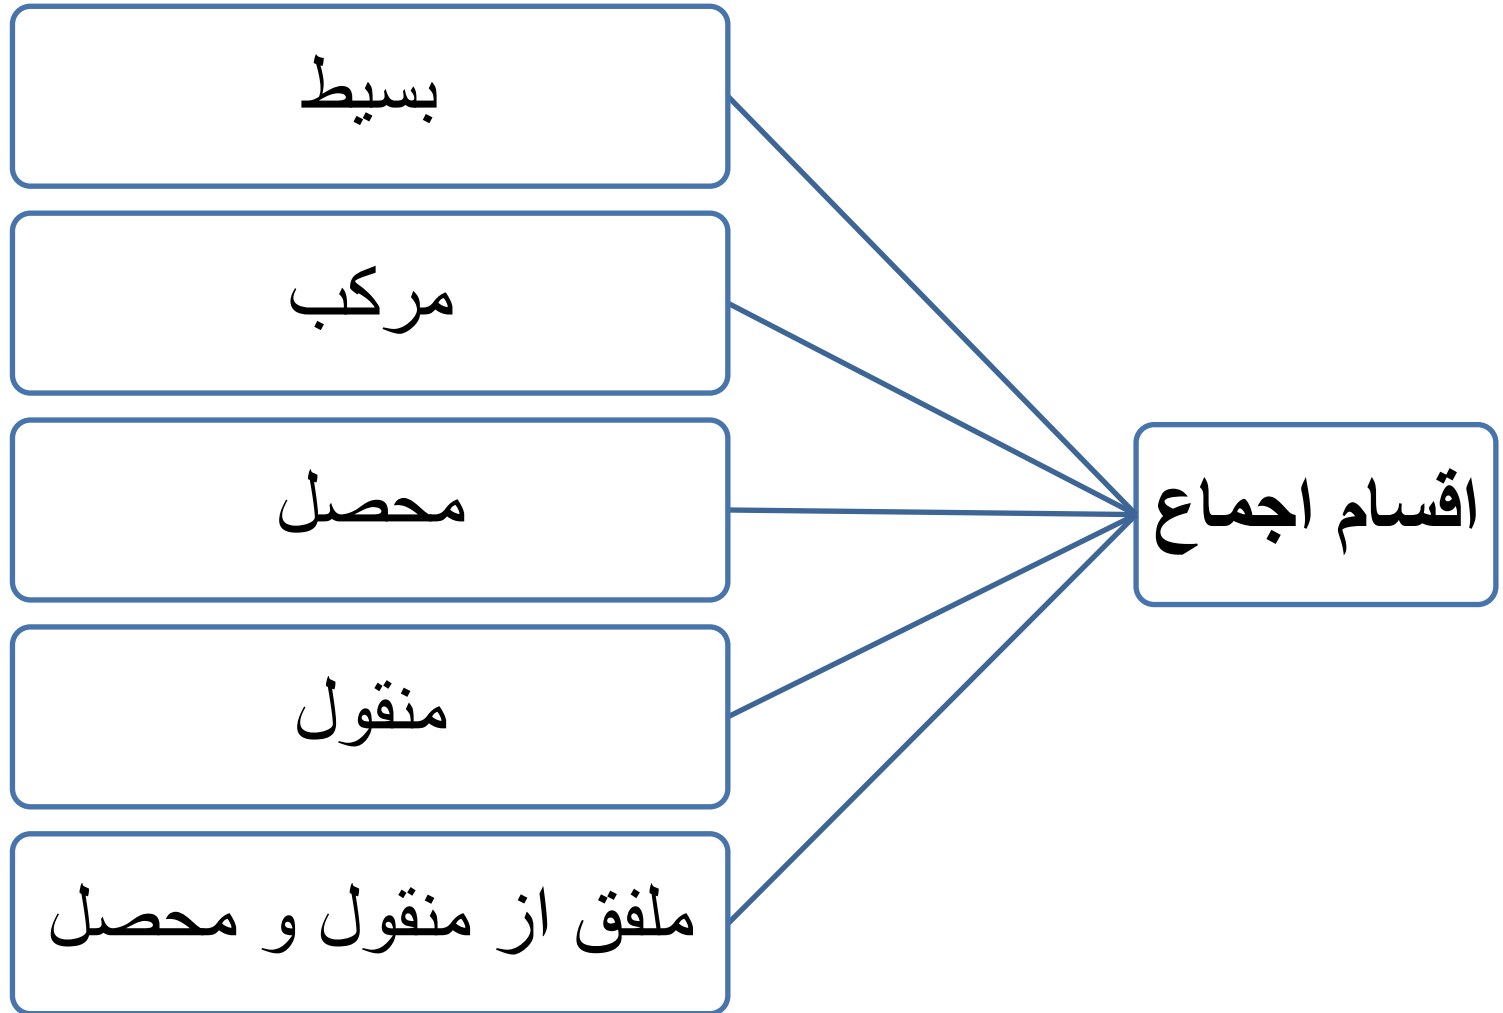 اقسام اجماع
بسیط
مرکب
محصل
منقول
ملفق از منقول و محصل